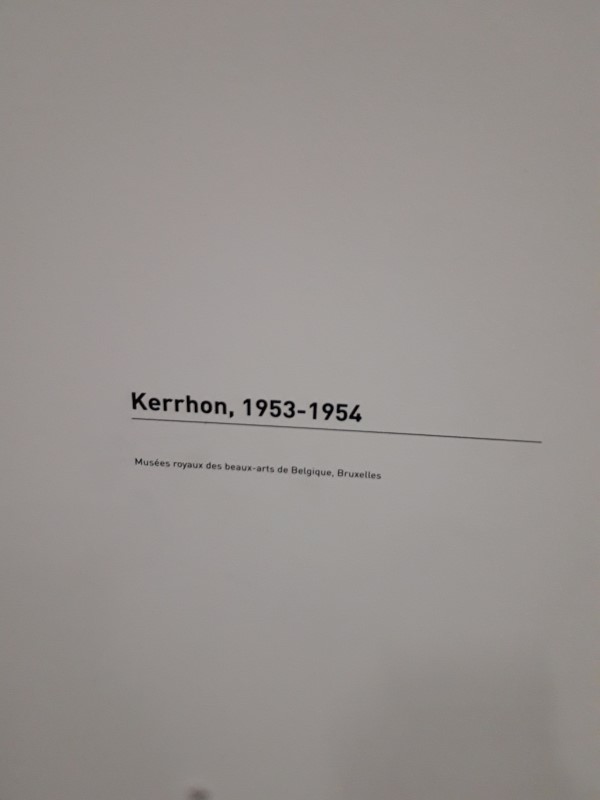 Kerrhon, 1953-1954
Musées royaux des beaux-arts de Belgique, Bruxelles